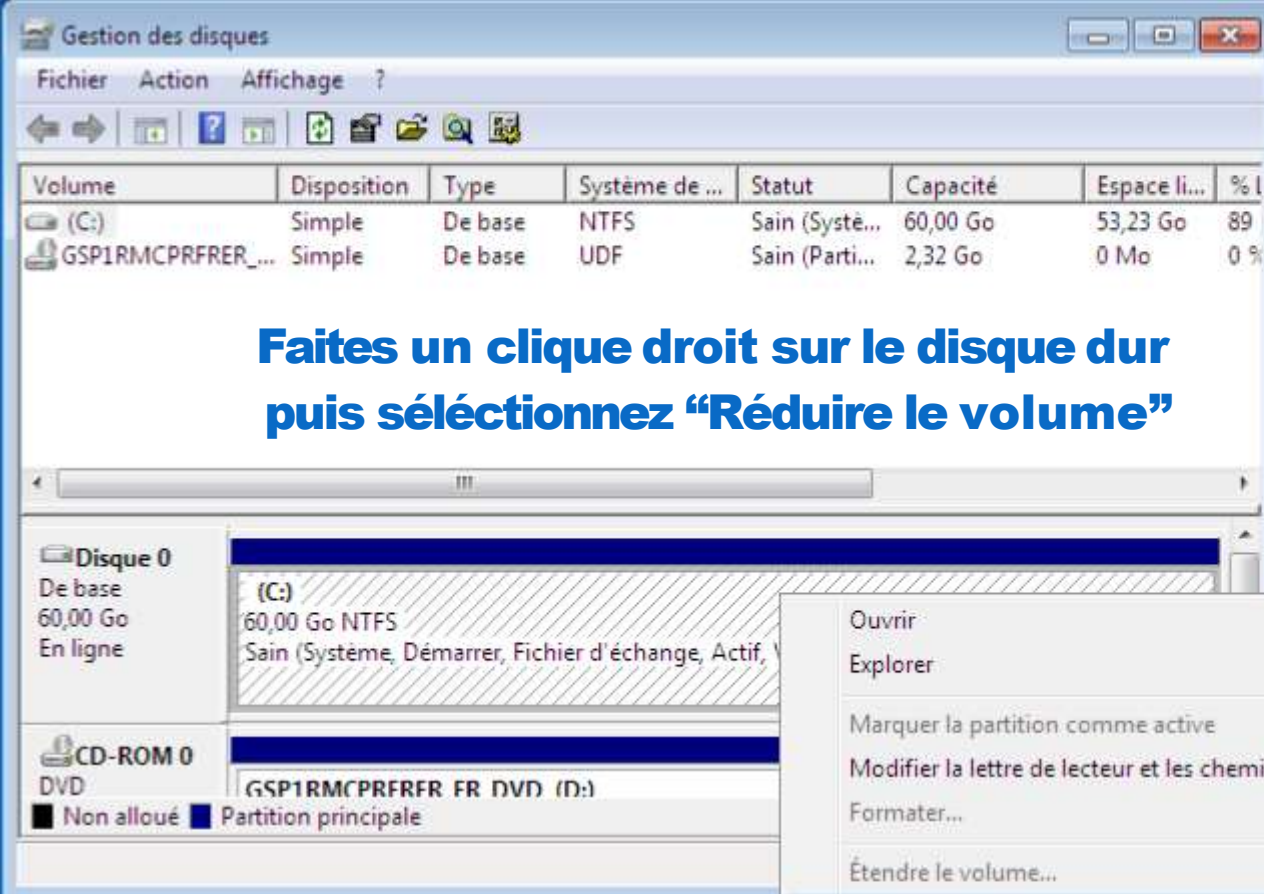 Gestion des disques
Fichier Action Affichage ?
Volume Disposition Type Système de ... Statut Capacité Espace li... %
(C:) Simple De base NTFS Sain (Systè... 60,00 Go 53,23 Go 89
GSP1RMCPRFRER_... Simple De base UDF Sain (Parti... 2,32 Go 0 Mo 0 %
Faites un clique droit sur le disque dur
puis séléctionnez “Réduire le volume”
Disque 0
De base
60,00 Go
En ligne
(C:)
60,00 Go NTFS
Sain (Système, Démarrer, Fichier d'échange, Actif,
CD-ROM 0
DVD
GSP1RMCPRFRER_FR_DVD (D:)
Non alloué Partition principale
Ouvrir
Explorer
Marquer la partition comme active
Modifier la lettre de lecteur et les chemi
Formater...
Étendre le volume...